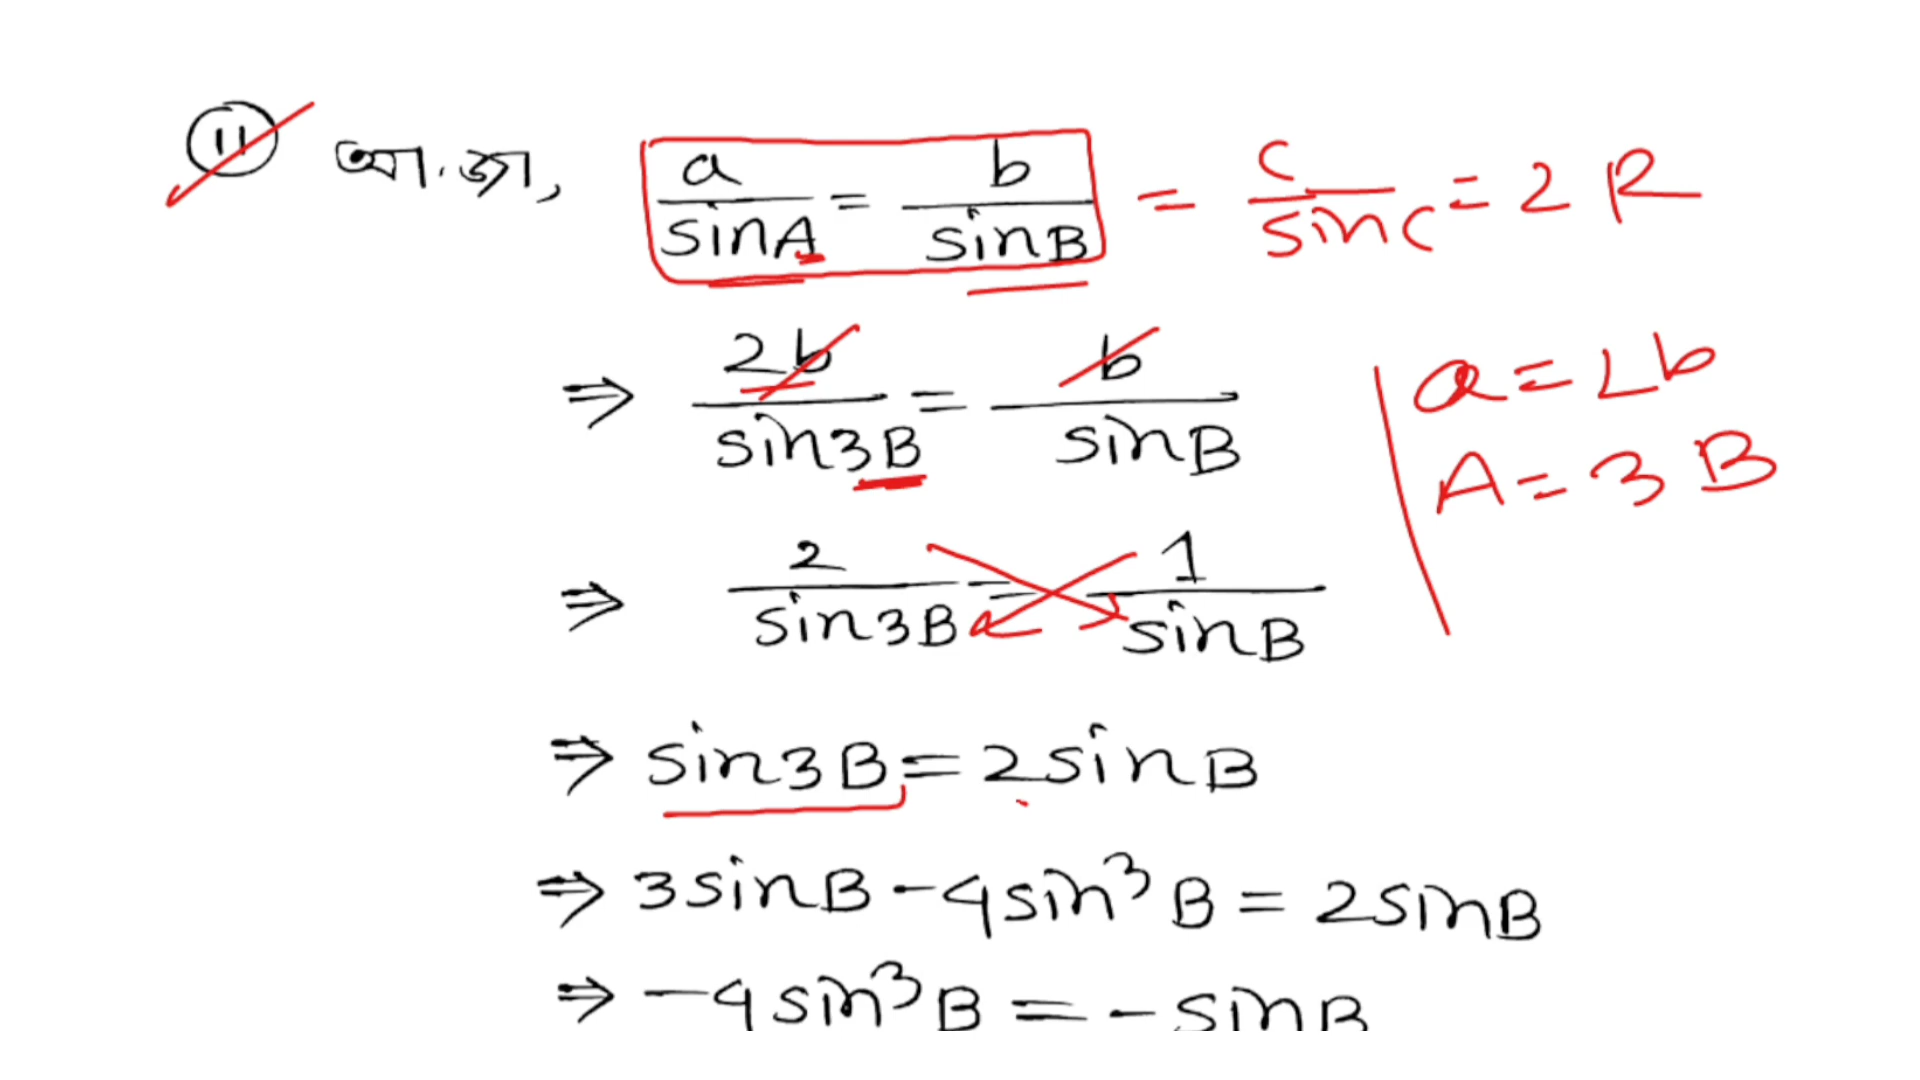 11 আ.জা, a/sinA = b/sinB = c/sinC = 2R
⇒ 2b/sin3B = b/sinB
a = 2b
A = 3B
⇒ 2/sin3B = 1/sinB
⇒ sin3B = 2sinB
⇒ 3sinB - 4sin³B = 2sinB
⇒ -4sin³B = -sinB